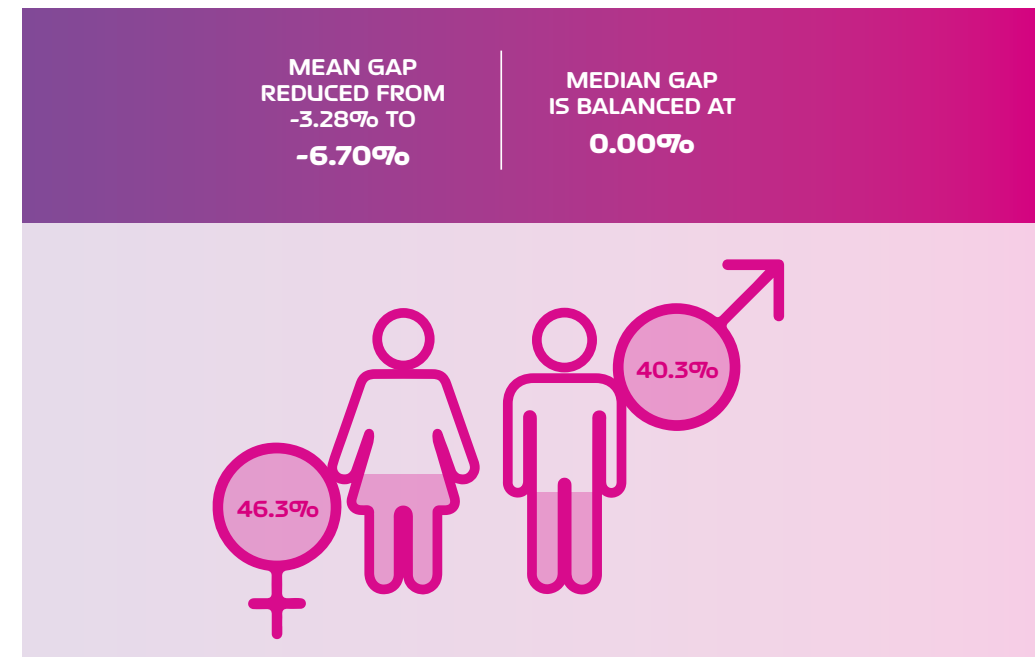 MEAN GAP
REDUCED FROM
-3.28% TO
-6.70%
MEDIAN GAP
IS BALANCED AT
0.00%
40.3%
46.3%